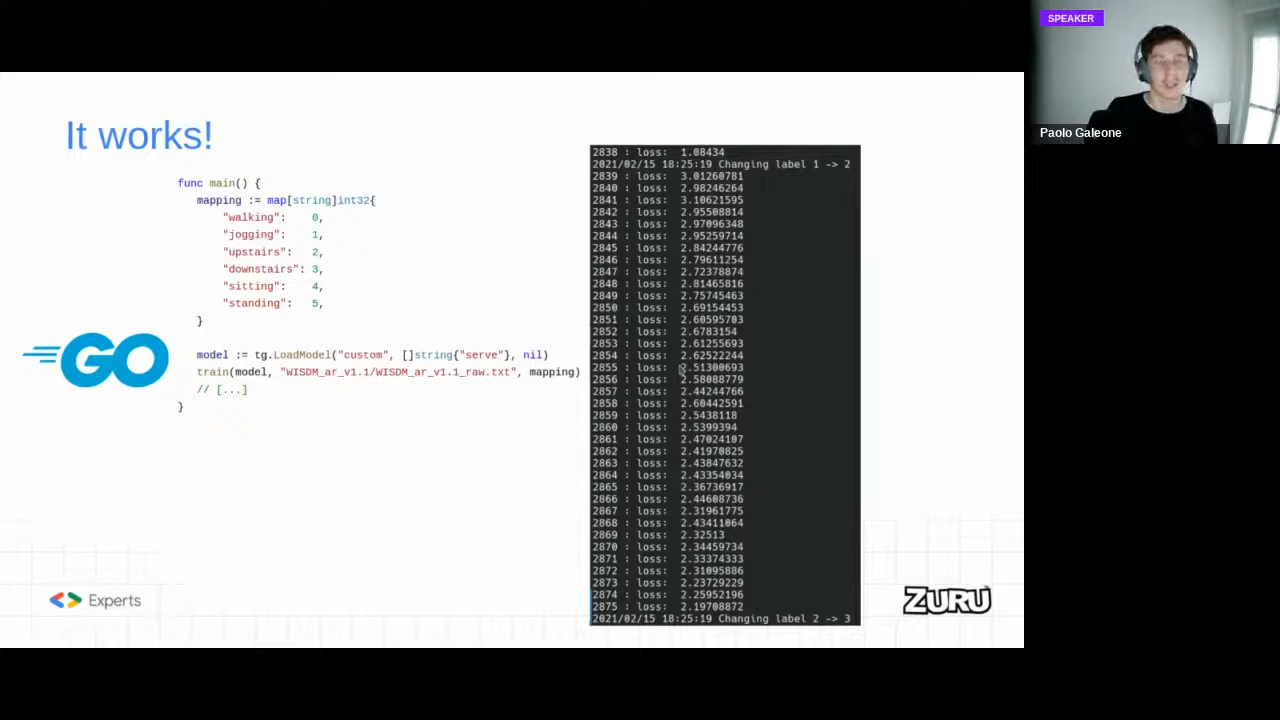 SPEAKER
Paolo Galeone
It works!
func main() {
mapping := map[string]int32{
"walking": 0,
"jogging": 1,
"upstairs": 2,
"downstairs": 3,
"sitting": 4,
"standing": 5,
}
model := tg.LoadModel("custom", []string{"serve"}, nil)
train(model, "WISDM_ar_v1.1/WISDM_ar_v1.1_raw.txt", mapping)
// [...]
}
GO
2838 : loss: 1.08434
2021/02/15 18:25:19 Changing label 1 -> 2
2839 : loss: 3.01260781
2840 : loss: 2.98246264
2841 : loss: 3.10621595
2842 : loss: 2.95508814
2843 : loss: 2.97096348
2844 : loss: 2.95259714
2845 : loss: 2.84244776
2846 : loss: 2.79611254
2847 : loss: 2.72378874
2848 : loss: 2.81465816
2849 : loss: 2.75745463
2850 : loss: 2.69154453
2851 : loss: 2.60595703
2852 : loss: 2.6783154
2853 : loss: 2.61255693
2854 : loss: 2.62522244
2855 : loss: 2.51300693
2856 : loss: 2.58088779
2857 : loss: 2.44244766
2858 : loss: 2.60442591
2859 : loss: 2.5438118
2860 : loss: 2.5399394
2861 : loss: 2.47024107
2862 : loss: 2.41970825
2863 : loss: 2.43847632
2864 : loss: 2.43354034
2865 : loss: 2.36736917
2866 : loss: 2.44608736
2867 : loss: 2.31961775
2868 : loss: 2.43411064
2869 : loss: 2.32513
2870 : loss: 2.34459734
2871 : loss: 2.33374333
2872 : loss: 2.31095886
2873 : loss: 2.23729229
2874 : loss: 2.25952196
2875 : loss: 2.19708872
2021/02/15 18:25:19 Changing label 2 -> 3
Experts
ZURU